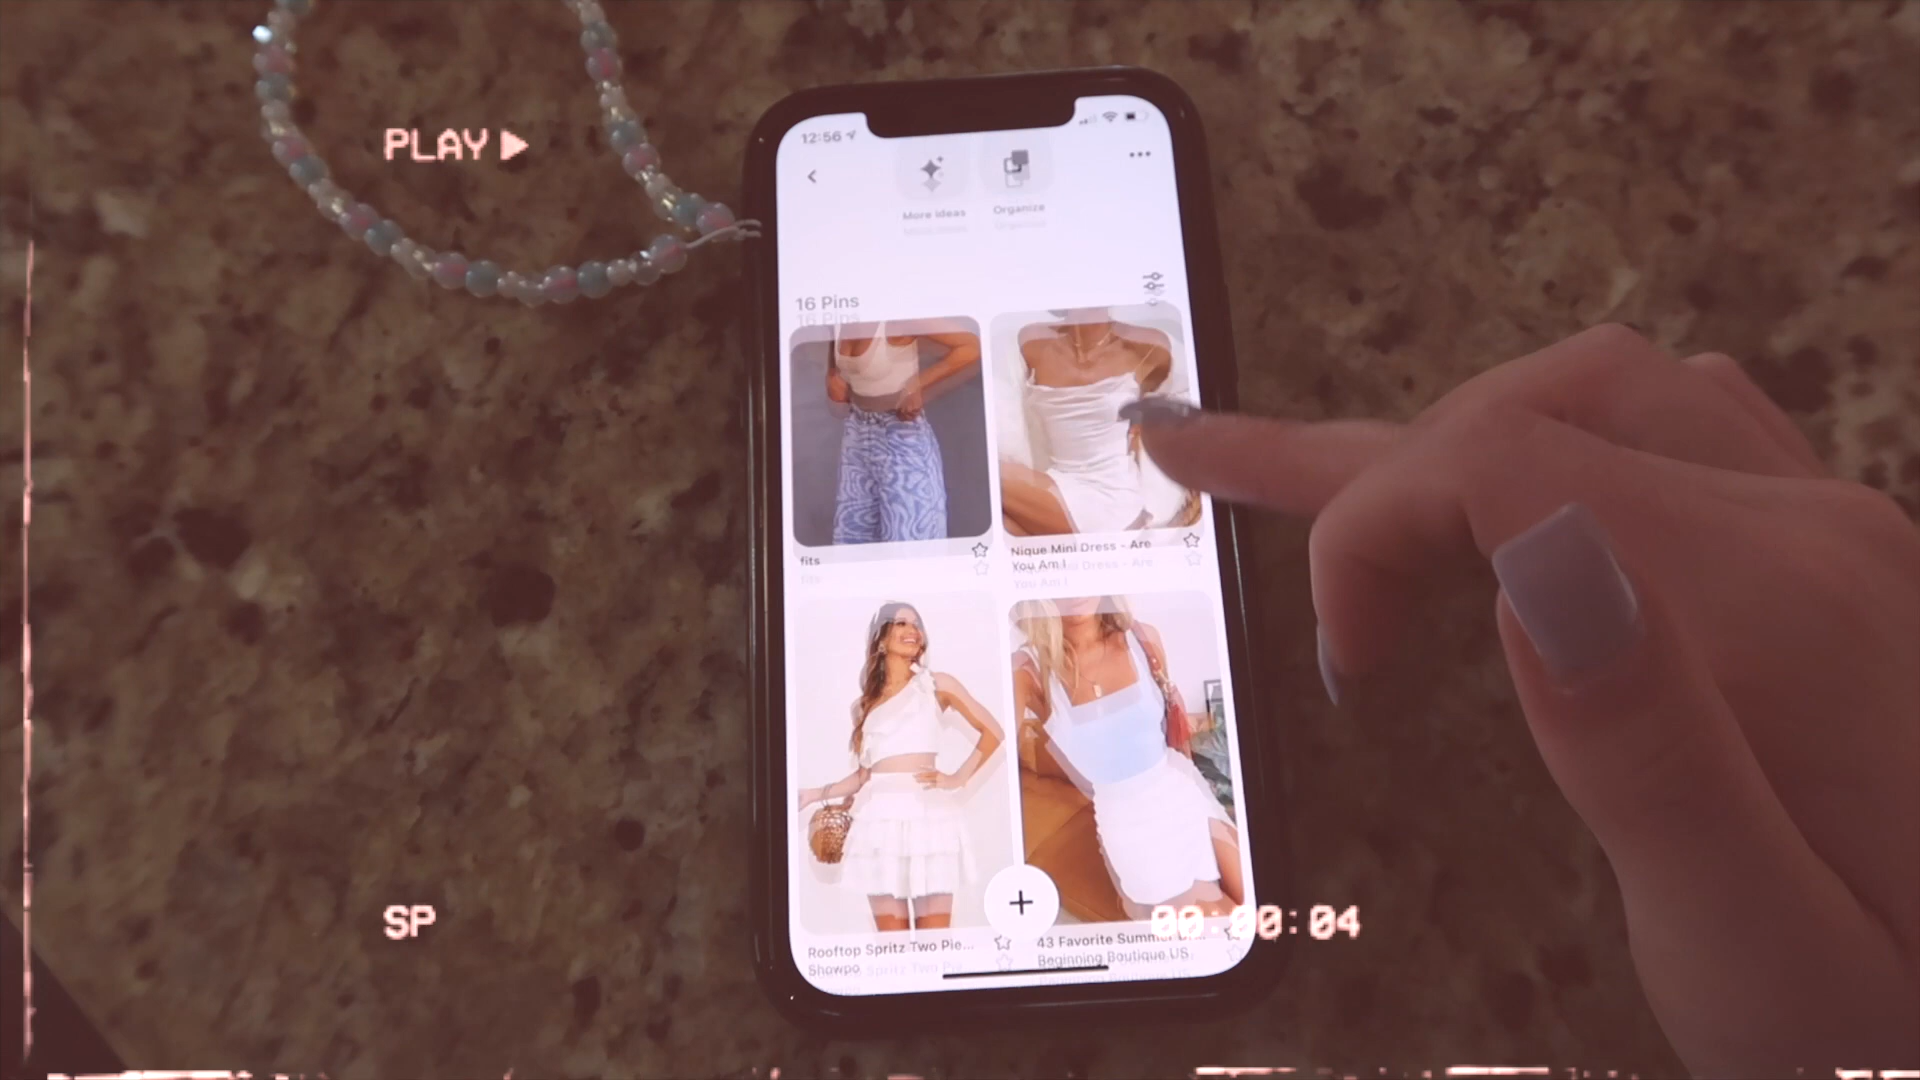 PLAY
12:56
More ideas
Organize
16 Pins
fits
Nique Mini Dress - Are
You Am I
Rooftop Spritz Two Pie...
Showpo
43 Favorite Summer
Beginning Boutique US
SP
00:00:04